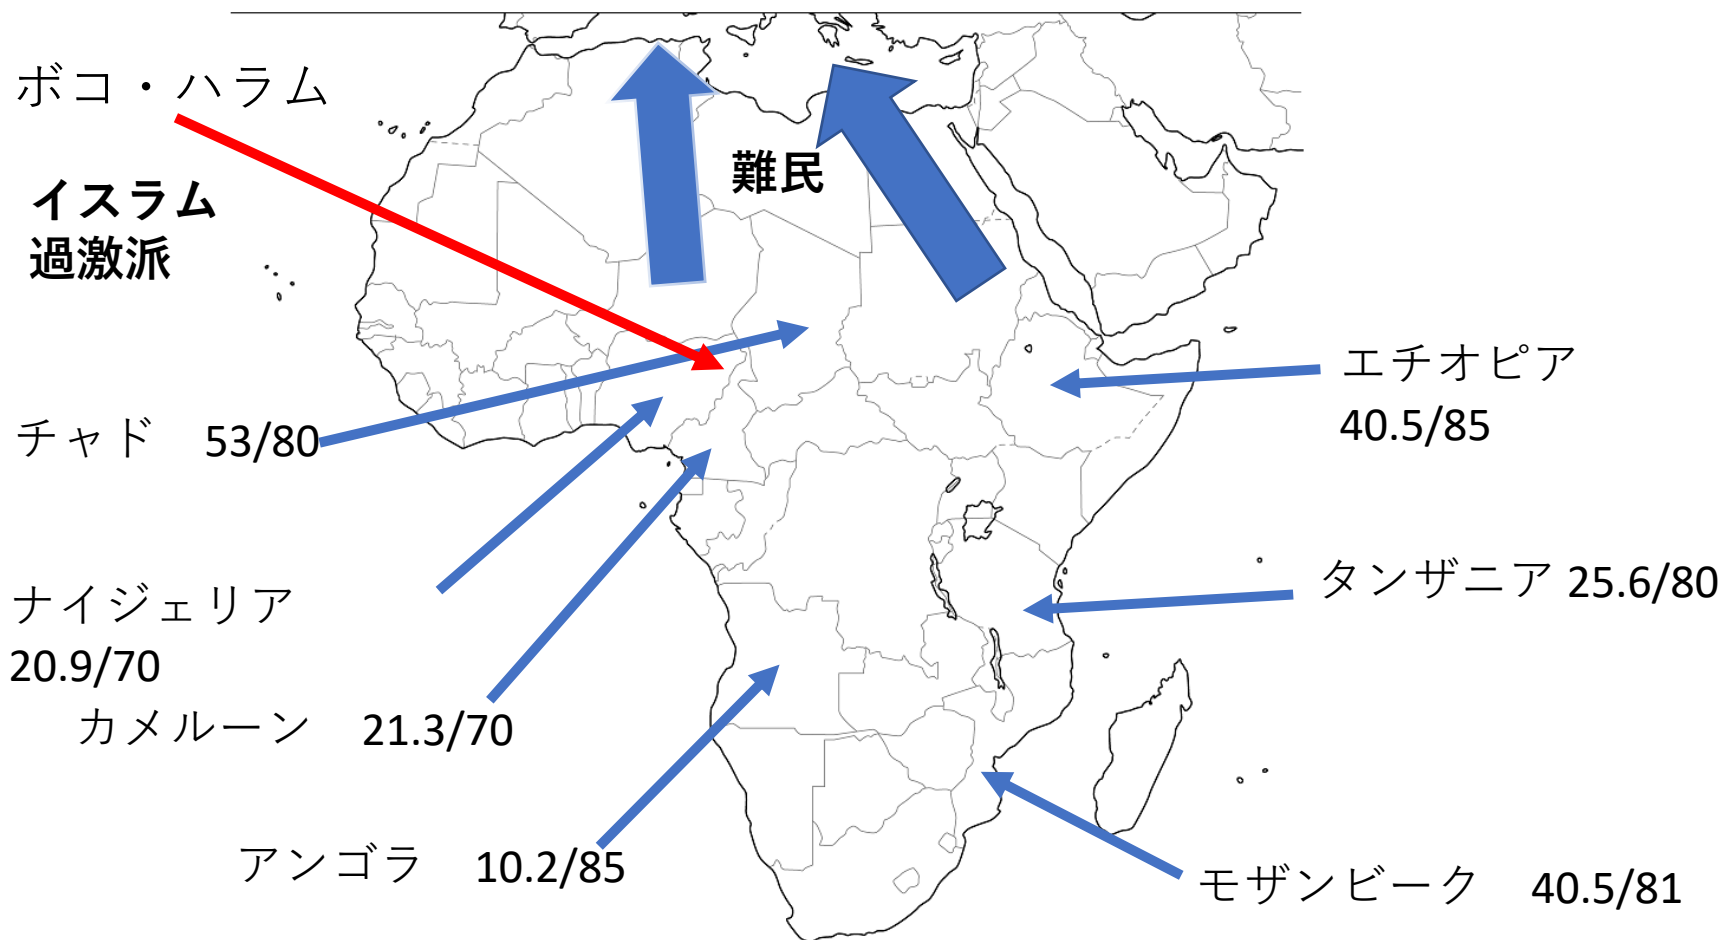 ボコ・ハラム
難民
イスラム
過激派
エチオピア
40.5/85
チャド 53/80
タンザニア 25.6/80
ナイジェリア
20.9/70
カメルーン 21.3/70
アンゴラ 10.2/85
モザンビーク 40.5/81